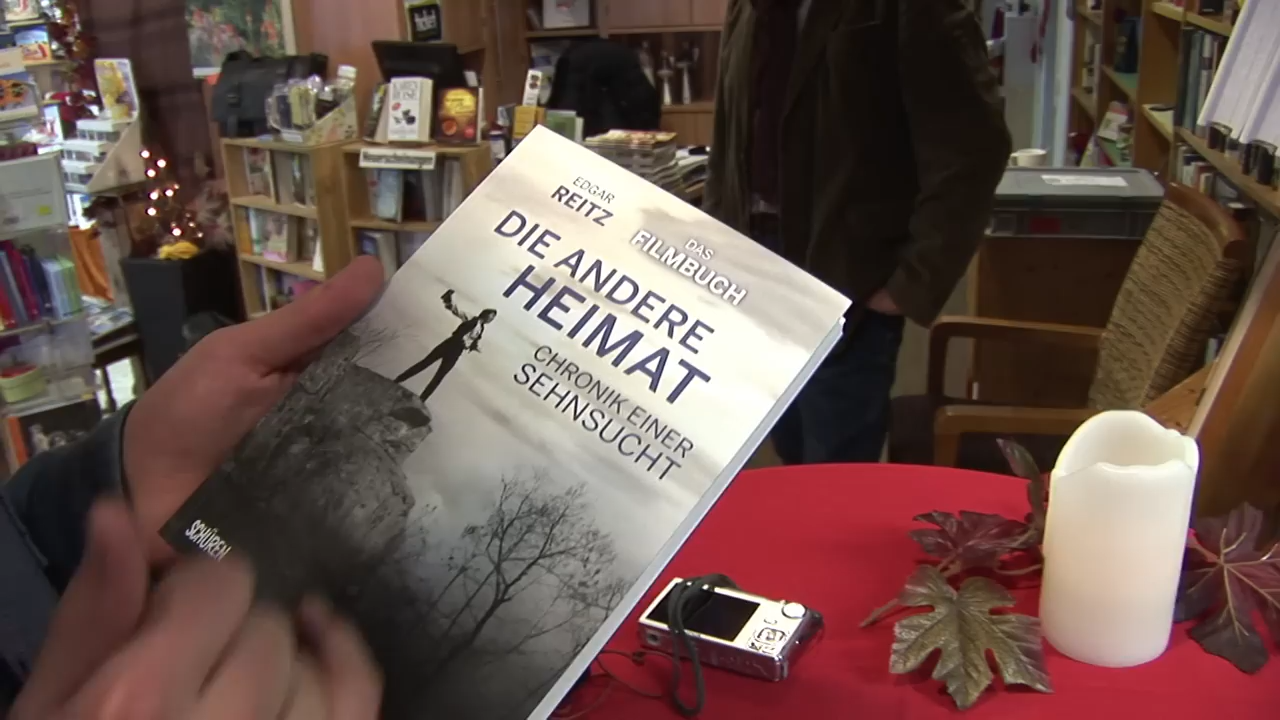 EDGAR
REITZ
DAS
FILMBUCH
DIE ANDERE
HEIMAT
CHRONIK EINER
SEHNSUCHT
SCHÜREN